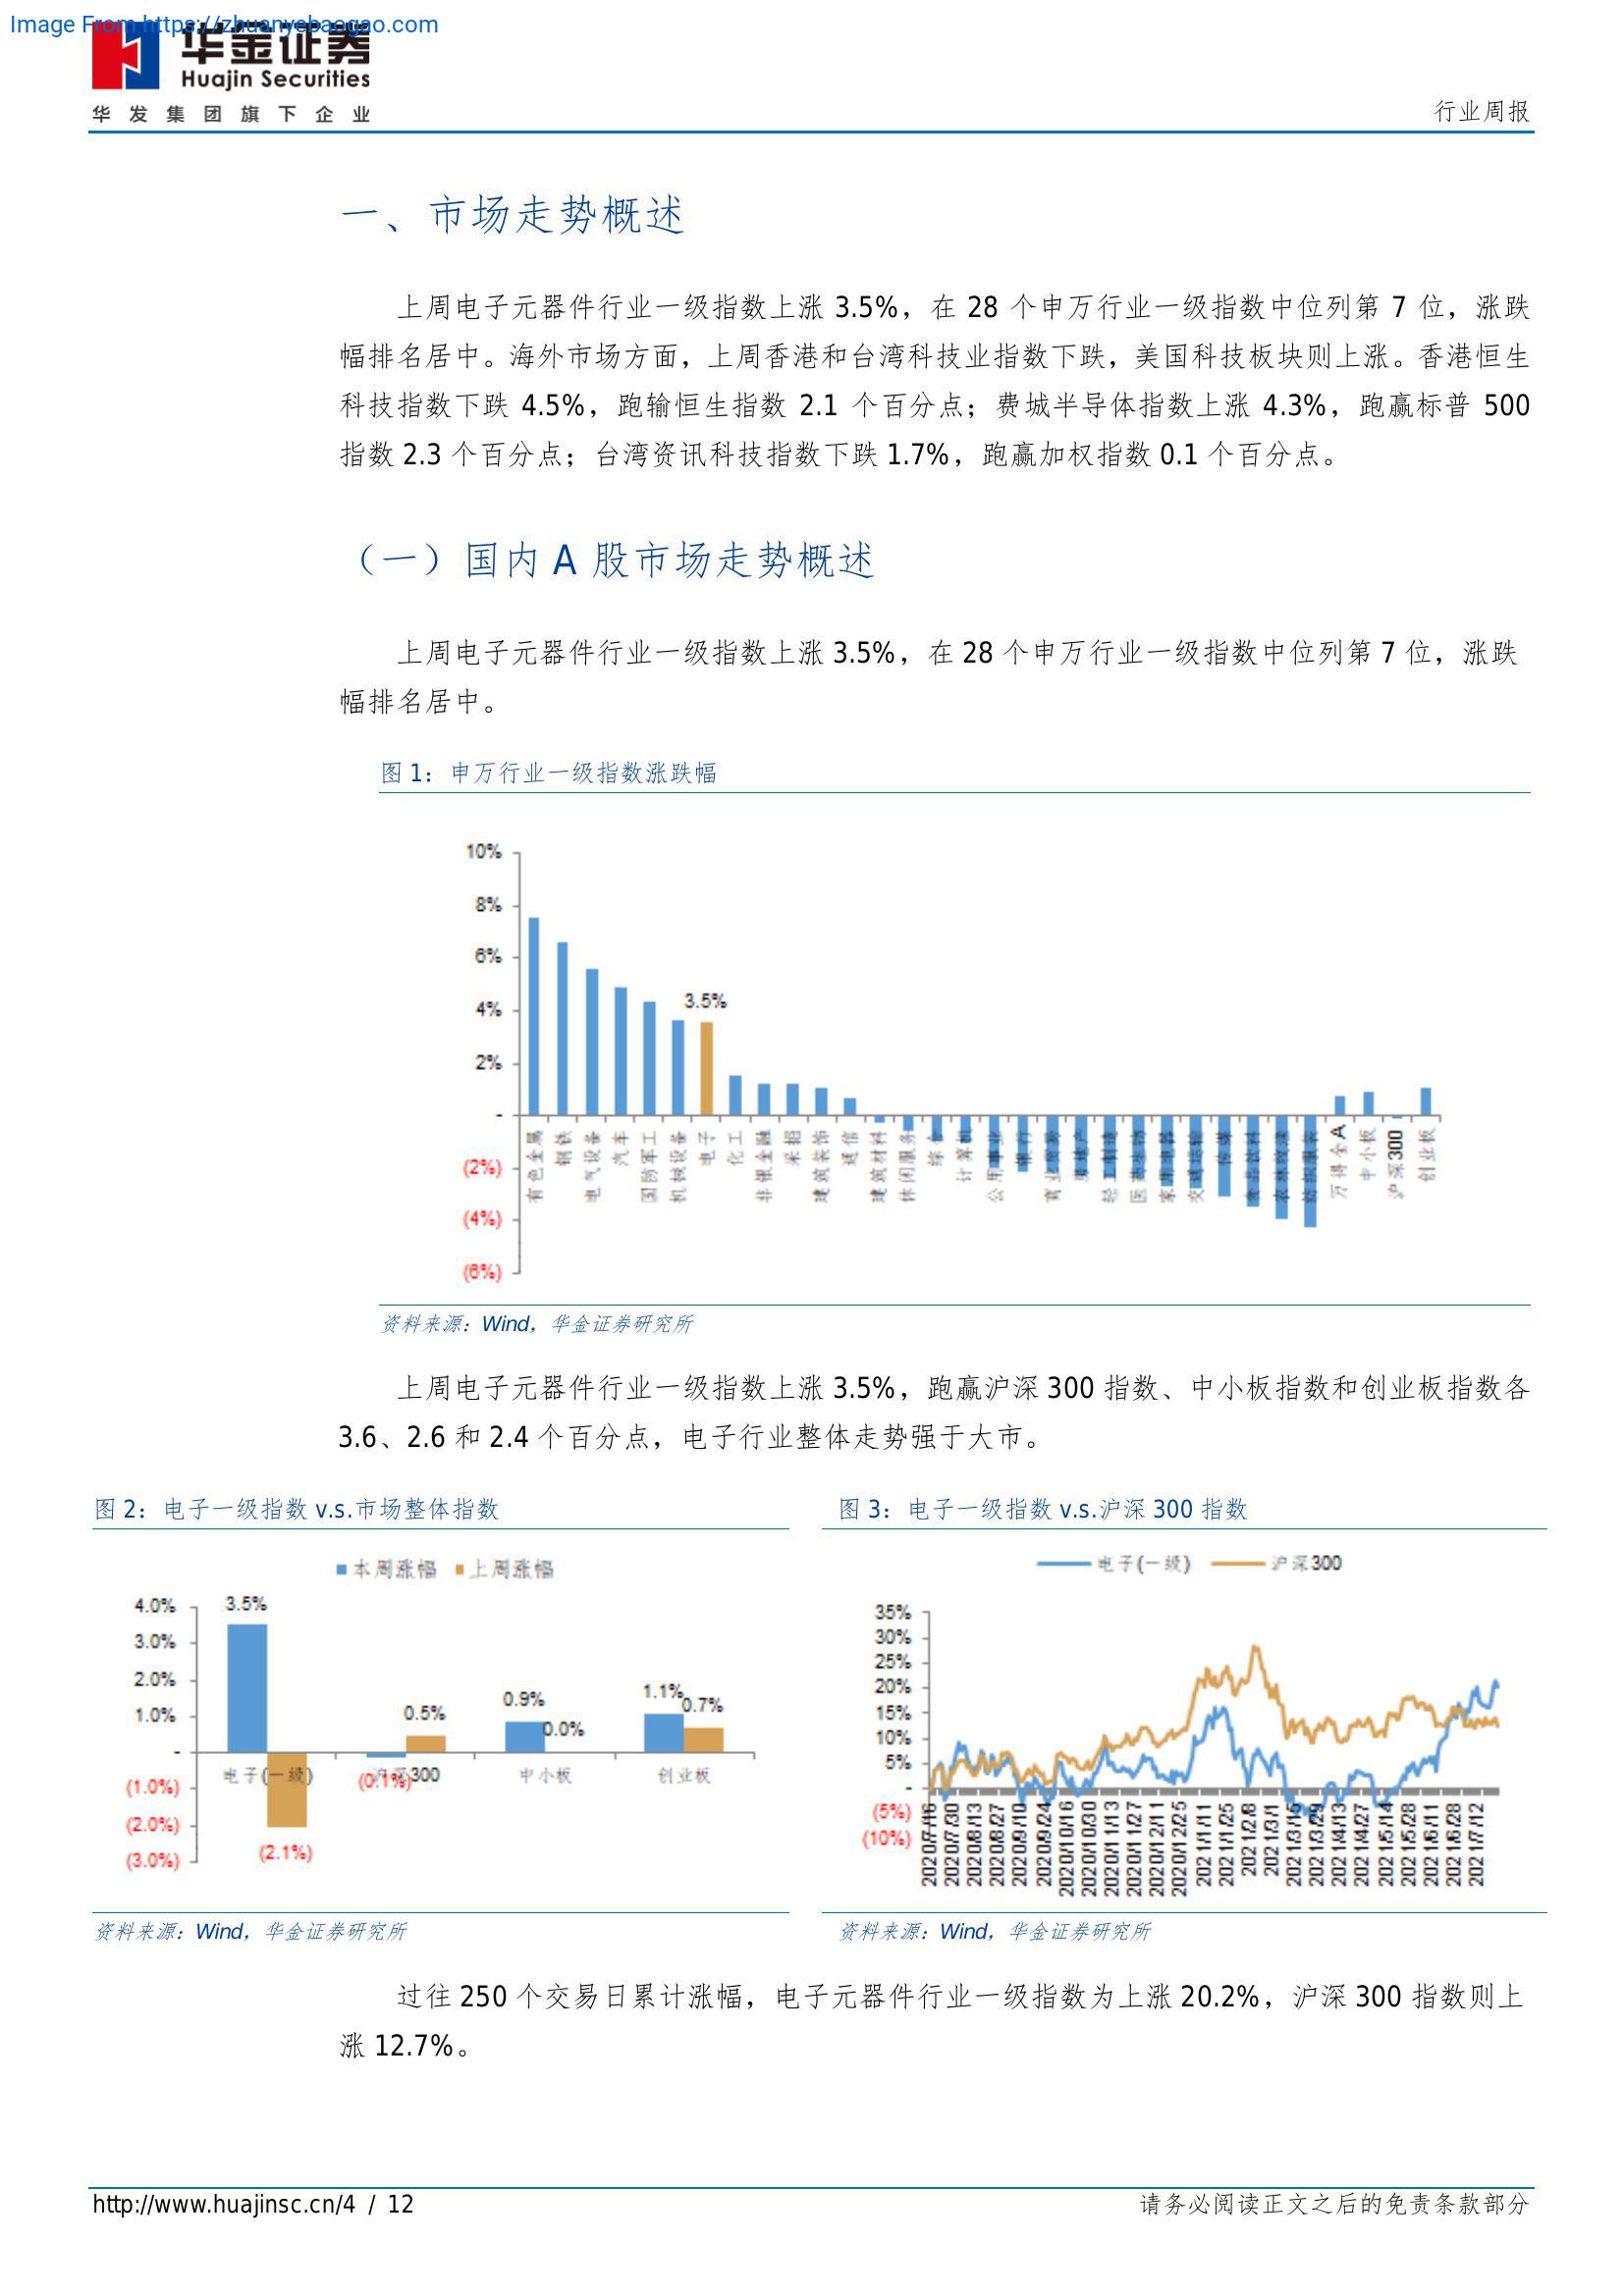 Image From https://zhuanyebaogao.com
华金证券
Huajin Securities
华发集团旗下企业
行业周报
一、市场走势概述
上周电子元器件行业一级指数上涨 3.5%，在 28 个申万行业一级指数中位列第 7 位，涨跌
幅排名居中。海外市场方面，上周香港和台湾科技业指数下跌，美国科技板块则上涨。香港恒生
科技指数下跌 4.5%，跑输恒生指数 2.1 个百分点；费城半导体指数上涨 4.3%，跑赢标普 500
指数 2.3 个百分点；台湾资讯科技指数下跌 1.7%，跑赢加权指数 0.1 个百分点。
（一）国内 A 股市场走势概述
上周电子元器件行业一级指数上涨 3.5%，在 28 个申万行业一级指数中位列第 7 位，涨跌
幅排名居中。
图 1：申万行业一级指数涨跌幅
10%
8%
6%
4%
2%
-
(2%)
(4%)
(6%)
3.5%
有色金属
钢铁
电气设备
汽车
国防军工
机械设备
电子
化工
非银金融
采掘
建筑装饰
通信
建筑材料
休闲服务
综合
计算机
公用事业
银行
商业贸易
房地产
轻工制造
医药生物
家用电器
交通运输
传媒
食品饮料
农林牧渔
纺织服装
万得全A
中小板
沪深300
创业板
资料来源：Wind，华金证券研究所
上周电子元器件行业一级指数上涨 3.5%，跑赢沪深 300 指数、中小板指数和创业板指数各
3.6、2.6 和 2.4 个百分点，电子行业整体走势强于大市。
图 2：电子一级指数 v.s.市场整体指数
本周涨幅 上周涨幅
4.0%
3.0%
2.0%
1.0%
-
(1.0%)
(2.0%)
(3.0%)
3.5%
(2.1%)
(0.1%)
0.5%
0.9%
0.0%
1.1%
0.7%
电子(一级)
沪深300
中小板
创业板
资料来源：Wind，华金证券研究所
图 3：电子一级指数 v.s.沪深 300 指数
电子(一级) 沪深300
35%
30%
25%
20%
15%
10%
5%
-
(5%)
(10%)
2020/7/16
2020/7/30
2020/8/13
2020/8/27
2020/9/10
2020/9/24
2020/10/16
2020/10/30
2020/11/13
2020/11/27
2020/12/11
2020/12/25
2021/1/11
2021/1/25
2021/2/8
2021/3/1
2021/3/15
2021/3/29
2021/4/13
2021/4/27
2021/5/14
2021/5/28
2021/6/11
2021/6/28
2021/7/12
资料来源：Wind，华金证券研究所
过往 250 个交易日累计涨幅，电子元器件行业一级指数为上涨 20.2%，沪深 300 指数则上
涨 12.7%。
http://www.huajinsc.cn/4 / 12
请务必阅读正文之后的免责条款部分